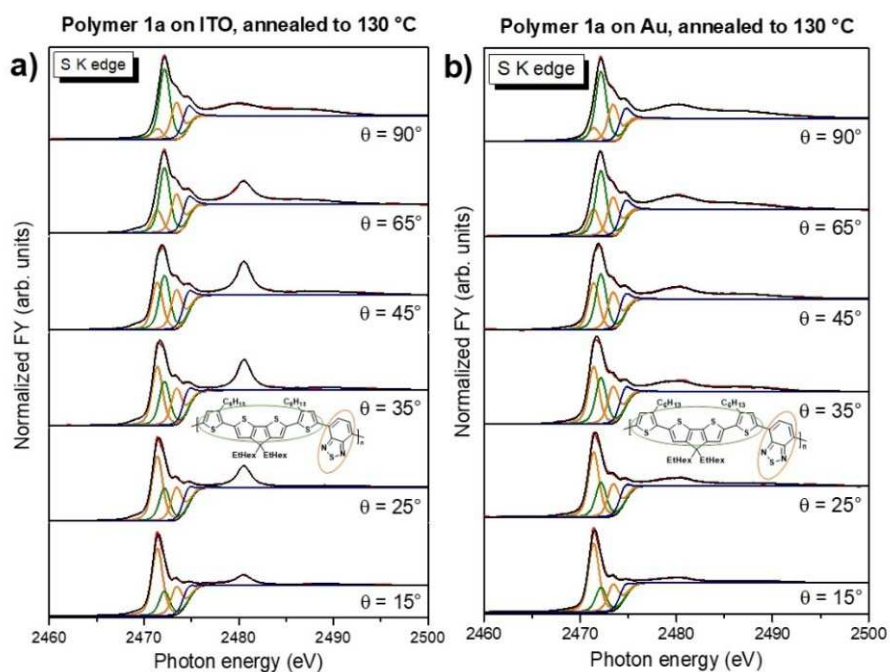 Polymer 1a on ITO, annealed to 130 °C
a)
S K edge
θ = 90°
θ = 65°
θ = 45°
θ = 35°
C₆H₁₃
S
S
S
S
EtHex
EtHex
N
S
N
n
θ = 25°
θ = 15°
Normalized FY (arb. units)
2460
2470
2480
2490
2500
Photon energy (eV)
Polymer 1a on Au, annealed to 130 °C
b)
S K edge
θ = 90°
θ = 65°
θ = 45°
θ = 35°
C₆H₁₃
C₆H₁₃
S
S
S
S
EtHex
EtHex
N
S
N
n
θ = 25°
θ = 15°
Normalized FY (arb. units)
2460
2470
2480
2490
2500
Photon energy (eV)